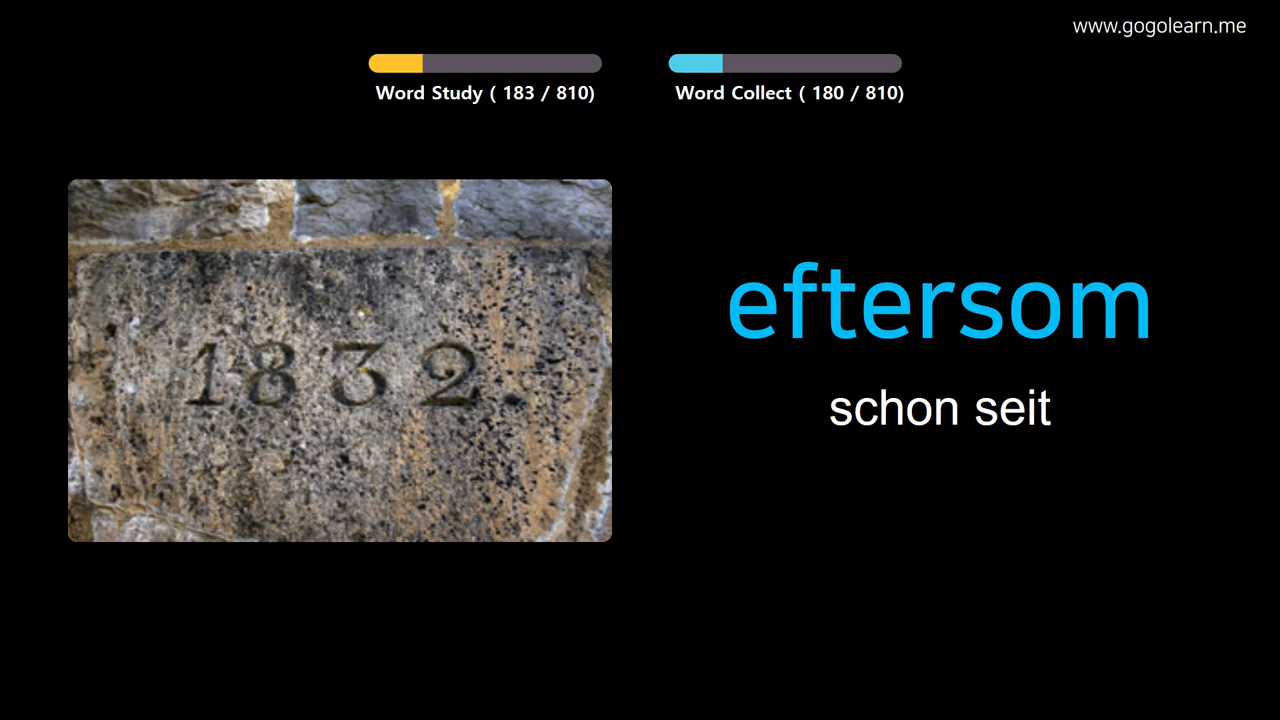 www.gogolearn.me
Word Study ( 183 / 810)
Word Collect ( 180 / 810)
1832.
eftersom
schon seit